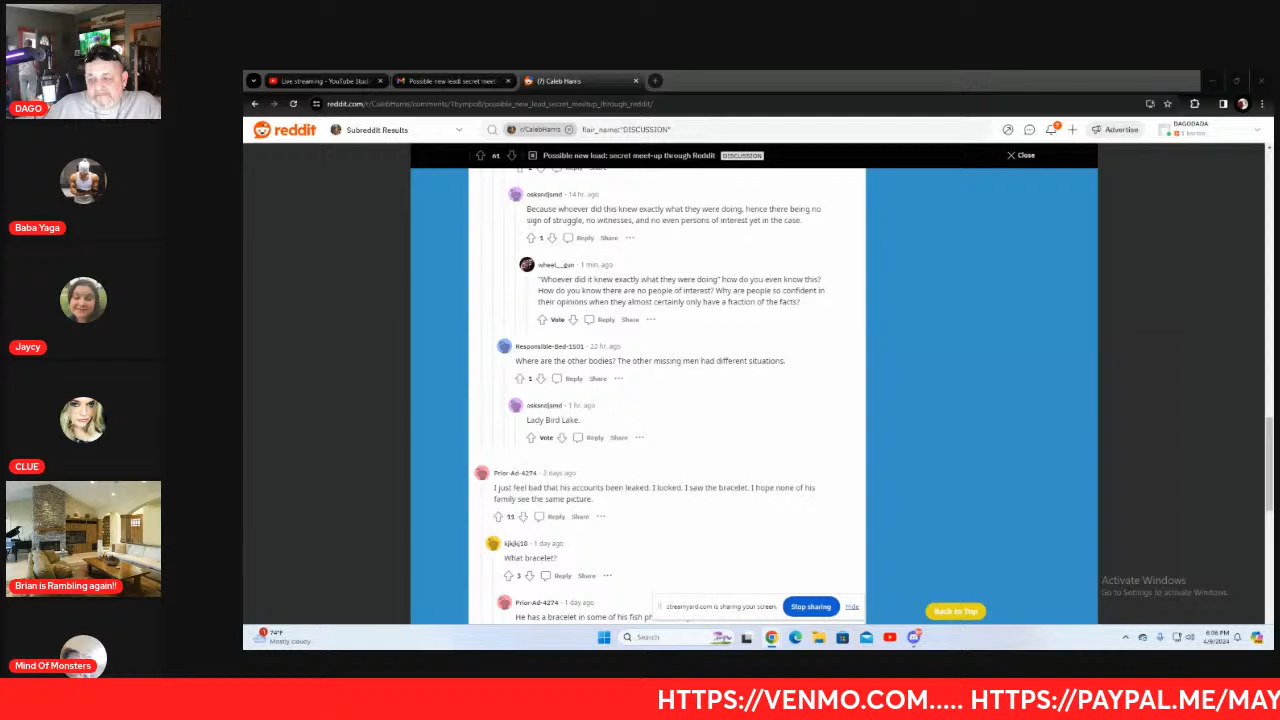 DAGO
Baba Yaga
Jaycy
CLUE
Brian is Rambling again!!
Mind Of Monsters
Live streaming - YouTube Stud
Possible new lead: secret meet-
(7) Caleb Harris
reddit.com/r/CalebHarris/comments/1bympo8/possible_new_lead_secret_meetup_through_reddit/
reddit
Subreddit Results
r/CalebHarris
flair_name:"DISCUSSION"
Advertise
DAGODADA
1 karma
61
Possible new lead: secret meet-up through Reddit
DISCUSSION
Close
Reply Share
osksndjsmd · 14 hr. ago
Because whoever did this knew exactly what they were doing, hence there being no
sign of struggle, no witnesses, and no even persons of interest yet in the case.
1 Reply Share ...
wheel__gun · 1 min. ago
"Whoever did it knew exactly what they were doing" how do you even know this?
How do you know there are no people of interest? Why are people so confident in
their opinions when they almost certainly only have a fraction of the facts?
Vote Reply Share ...
Responsible-Bed-1501 · 22 hr. ago
Where are the other bodies? The other missing men had different situations.
1 Reply Share ...
osksndjsmd · 1 hr. ago
Lady Bird Lake.
Vote Reply Share ...
Prior-Ad-4274 · 2 days ago
I just feel bad that his accounts been leaked. I looked. I saw the bracelet. I hope none of his
family see the same picture.
11 Reply Share ...
kjkjkj18 · 1 day ago
What bracelet?
3 Reply Share ...
Prior-Ad-4274 · 1 day ago
He has a bracelet in some of his fish
streamyard.com is sharing your screen.
Stop sharing
Hide
Back to Top
Activate Windows
Go to Settings to activate Windows.
74°F
Mostly cloudy
Search
6:06 PM
4/9/2024
HTTPS://VENMO.COM..... HTTPS://PAYPAL.ME/MAY